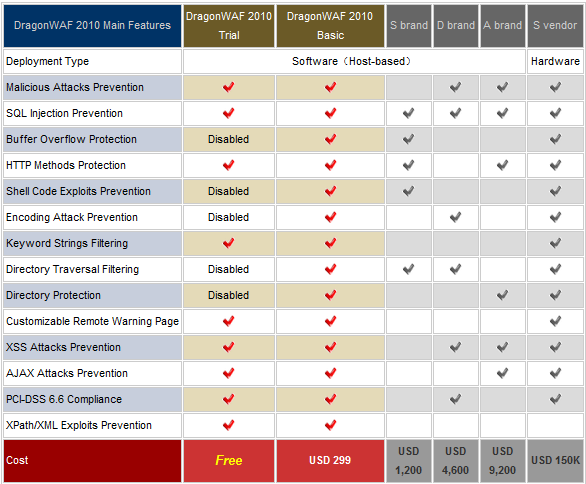 DragonWAF 2010 Main Features DragonWAF 2010 Trial DragonWAF 2010 Basic S brand D brand A brand S vendor
Deployment Type Software（Host-based） Hardware
Malicious Attacks Prevention
SQL Injection Prevention
Buffer Overflow Protection Disabled
HTTP Methods Protection
Shell Code Exploits Prevention Disabled
Encoding Attack Prevention Disabled
Keyword Strings Filtering
Directory Traversal Filtering Disabled
Directory Protection Disabled
Customizable Remote Warning Page
XSS Attacks Prevention
AJAX Attacks Prevention
PCI-DSS 6.6 Compliance
XPath/XML Exploits Prevention
Cost Free USD 299 USD 1,200 USD 4,600 USD 9,200 USD 150K